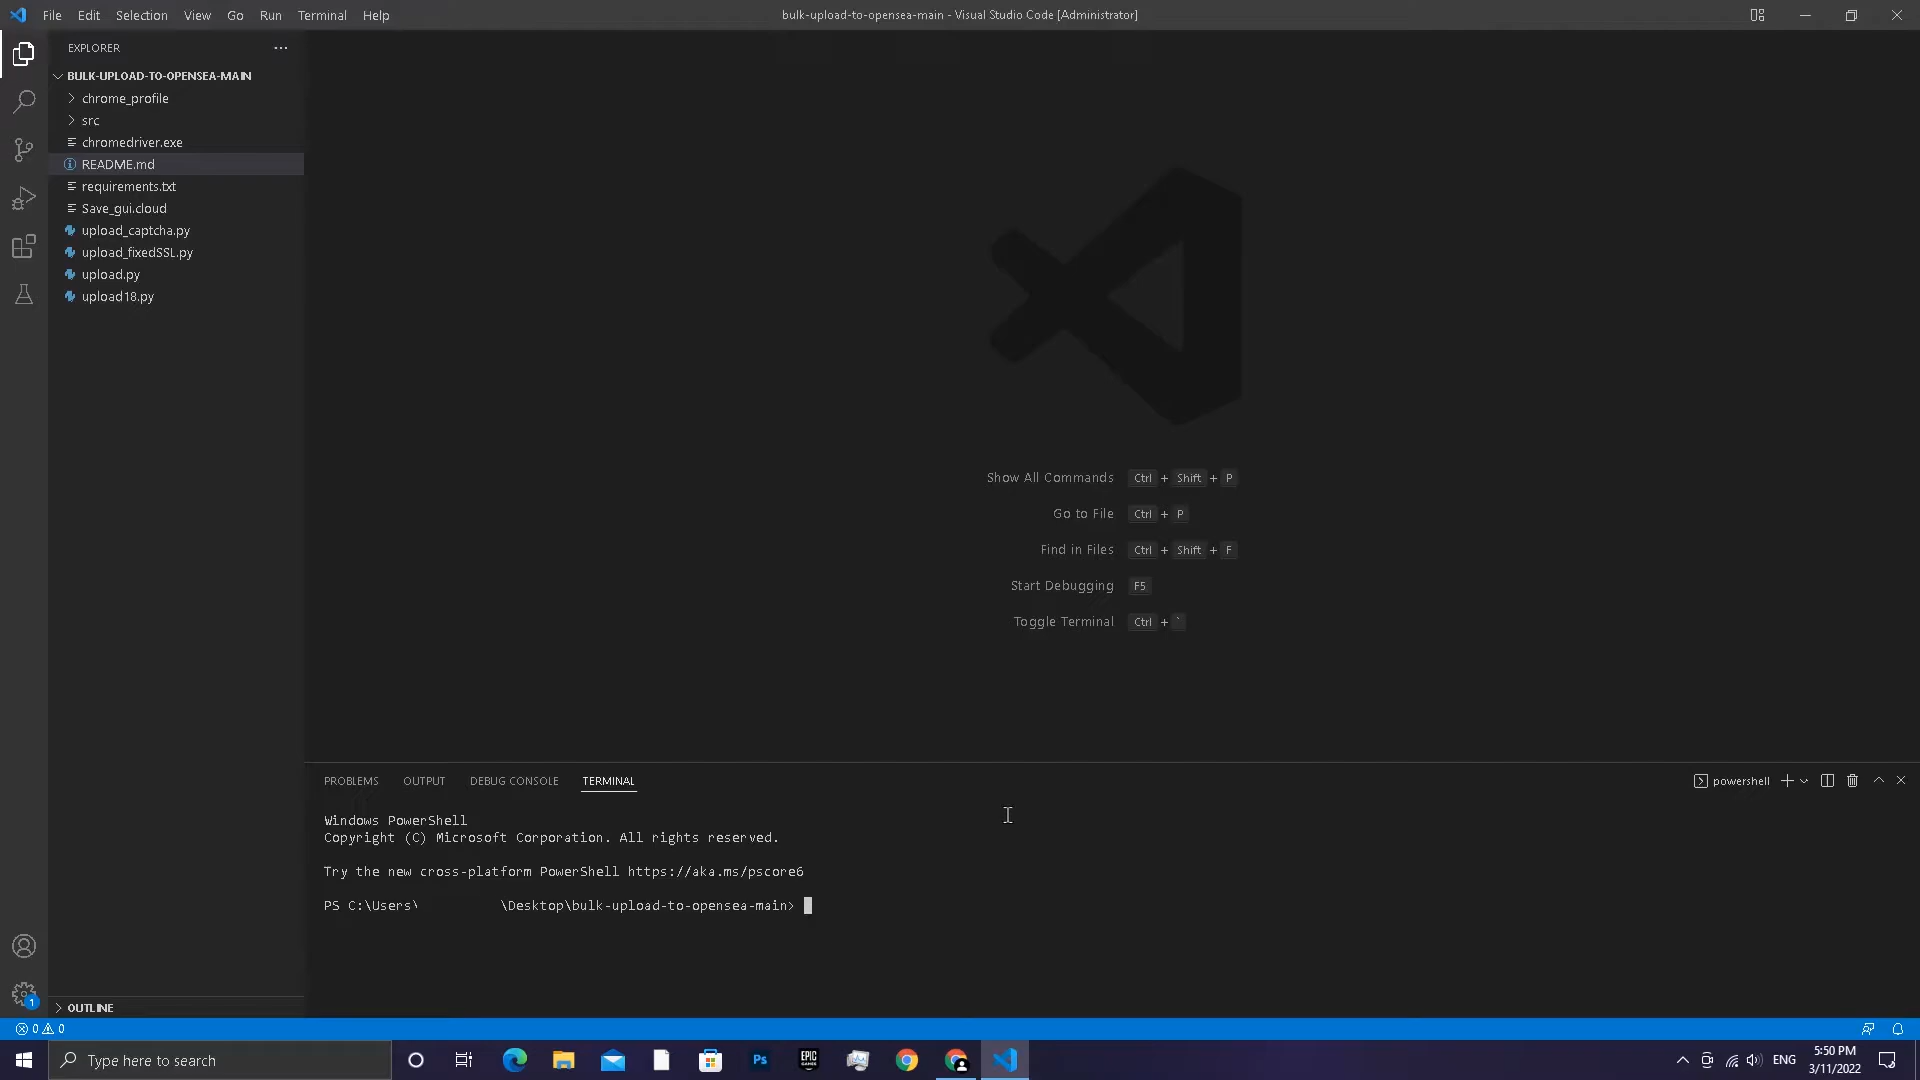 File Edit Selection View Go Run Terminal Help
bulk-upload-to-opensea-main - Visual Studio Code [Administrator]
EXPLORER
BULK-UPLOAD-TO-OPENSEA-MAIN
chrome_profile
src
chromedriver.exe
README.md
requirements.txt
Save_gui.cloud
upload_captcha.py
upload_fixedSSL.py
upload.py
upload18.py
Show All Commands Ctrl + Shift + P
Go to File Ctrl + P
Find in Files Ctrl + Shift + F
Start Debugging F5
Toggle Terminal Ctrl + `
PROBLEMS OUTPUT DEBUG CONSOLE TERMINAL
powershell
Windows PowerShell
Copyright (C) Microsoft Corporation. All rights reserved.
Try the new cross-platform PowerShell https://aka.ms/pscore6
PS C:\Users\ \Desktop\bulk-upload-to-opensea-main>
1
OUTLINE
0 0
Type here to search
Ps
EPIC GAMES
ENG
5:50 PM
3/11/2022